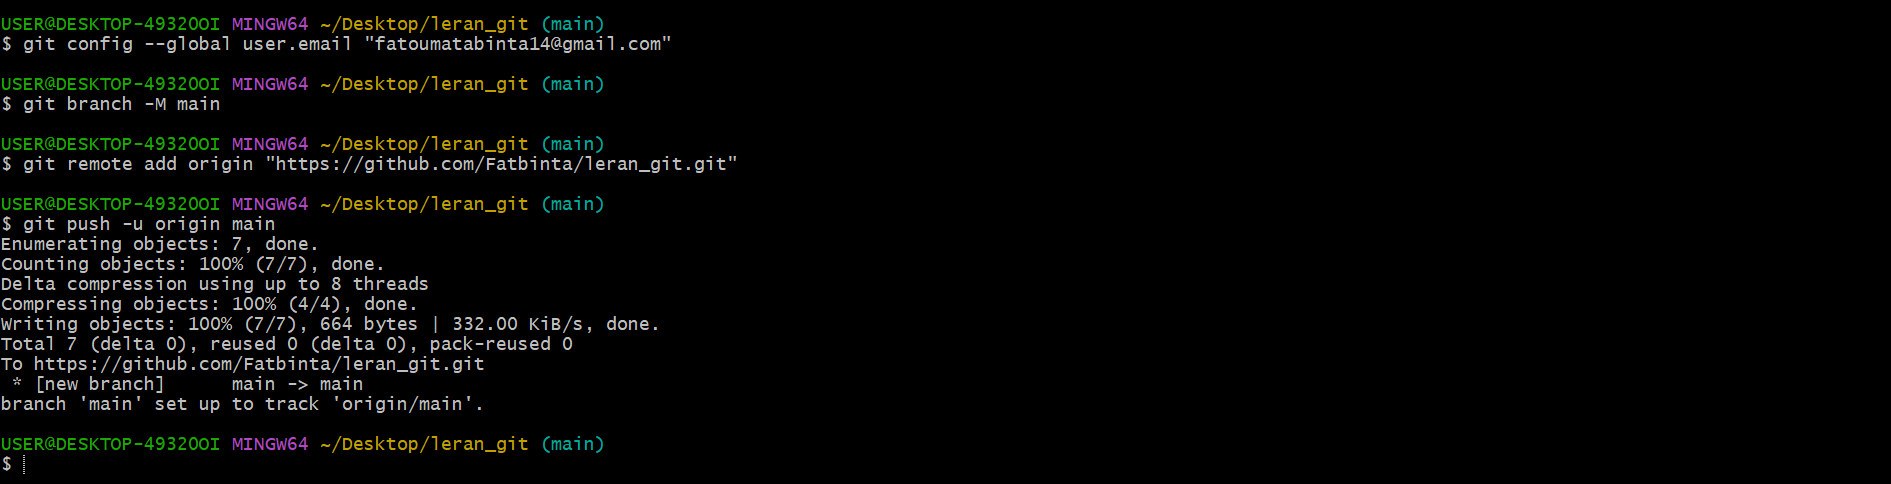 USER@DESKTOP-49320OI MINGW64 ~/Desktop/leran_git (main)
$ git config --global user.email "fatoumatabinta14@gmail.com"
USER@DESKTOP-49320OI MINGW64 ~/Desktop/leran_git (main)
$ git branch -M main
USER@DESKTOP-49320OI MINGW64 ~/Desktop/leran_git (main)
$ git remote add origin "https://github.com/Fatbinta/leran_git.git"
USER@DESKTOP-49320OI MINGW64 ~/Desktop/leran_git (main)
$ git push -u origin main
Enumerating objects: 7, done.
Counting objects: 100% (7/7), done.
Delta compression using up to 8 threads
Compressing objects: 100% (4/4), done.
Writing objects: 100% (7/7), 664 bytes | 332.00 KiB/s, done.
Total 7 (delta 0), reused 0 (delta 0), pack-reused 0
To https://github.com/Fatbinta/leran_git.git
 * [new branch]      main -> main
branch 'main' set up to track 'origin/main'.
USER@DESKTOP-49320OI MINGW64 ~/Desktop/leran_git (main)
$